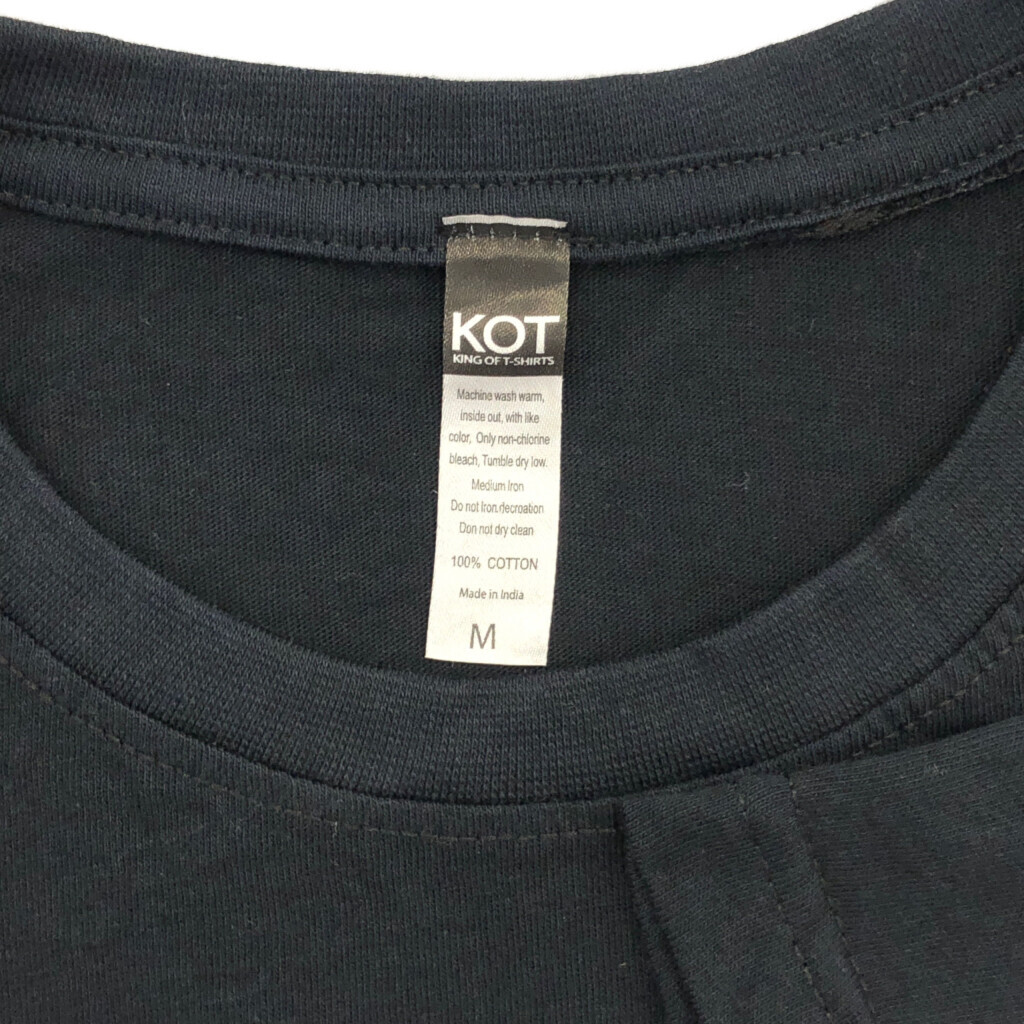 KOT
KING OF T-SHIRTS
Machine wash warm,
inside out, with like
color, Only non-chlorine
bleach, Tumble dry low.
Medium Iron
Do not Iron.decroation
Don not dry clean
100% COTTON
Made in India
M